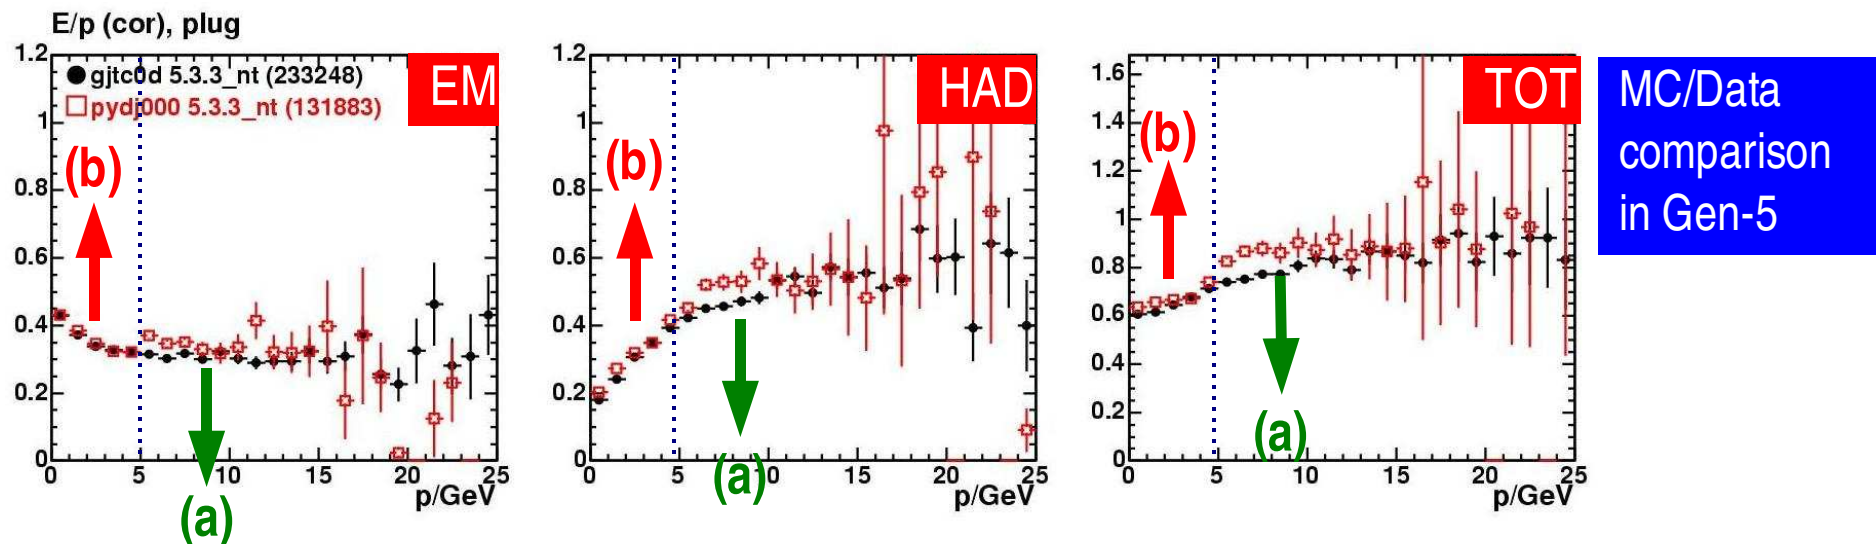 E/p (cor), plug
1.2
1
0.8
0.6
0.4
0.2
0
gjtc0d 5.3.3_nt (233248)
pydj000 5.3.3_nt (131883)
EM
(b)
(a)
0 5 10 15 20 25
p/GeV
1.2
1
0.8
0.6
0.4
0.2
0
HAD
(b)
(a)
0 5 10 15 20 25
p/GeV
1.6
1.4
1.2
1
0.8
0.6
0.4
0.2
0
TOT
(b)
(a)
0 5 10 15 20 25
p/GeV
MC/Data
comparison
in Gen-5